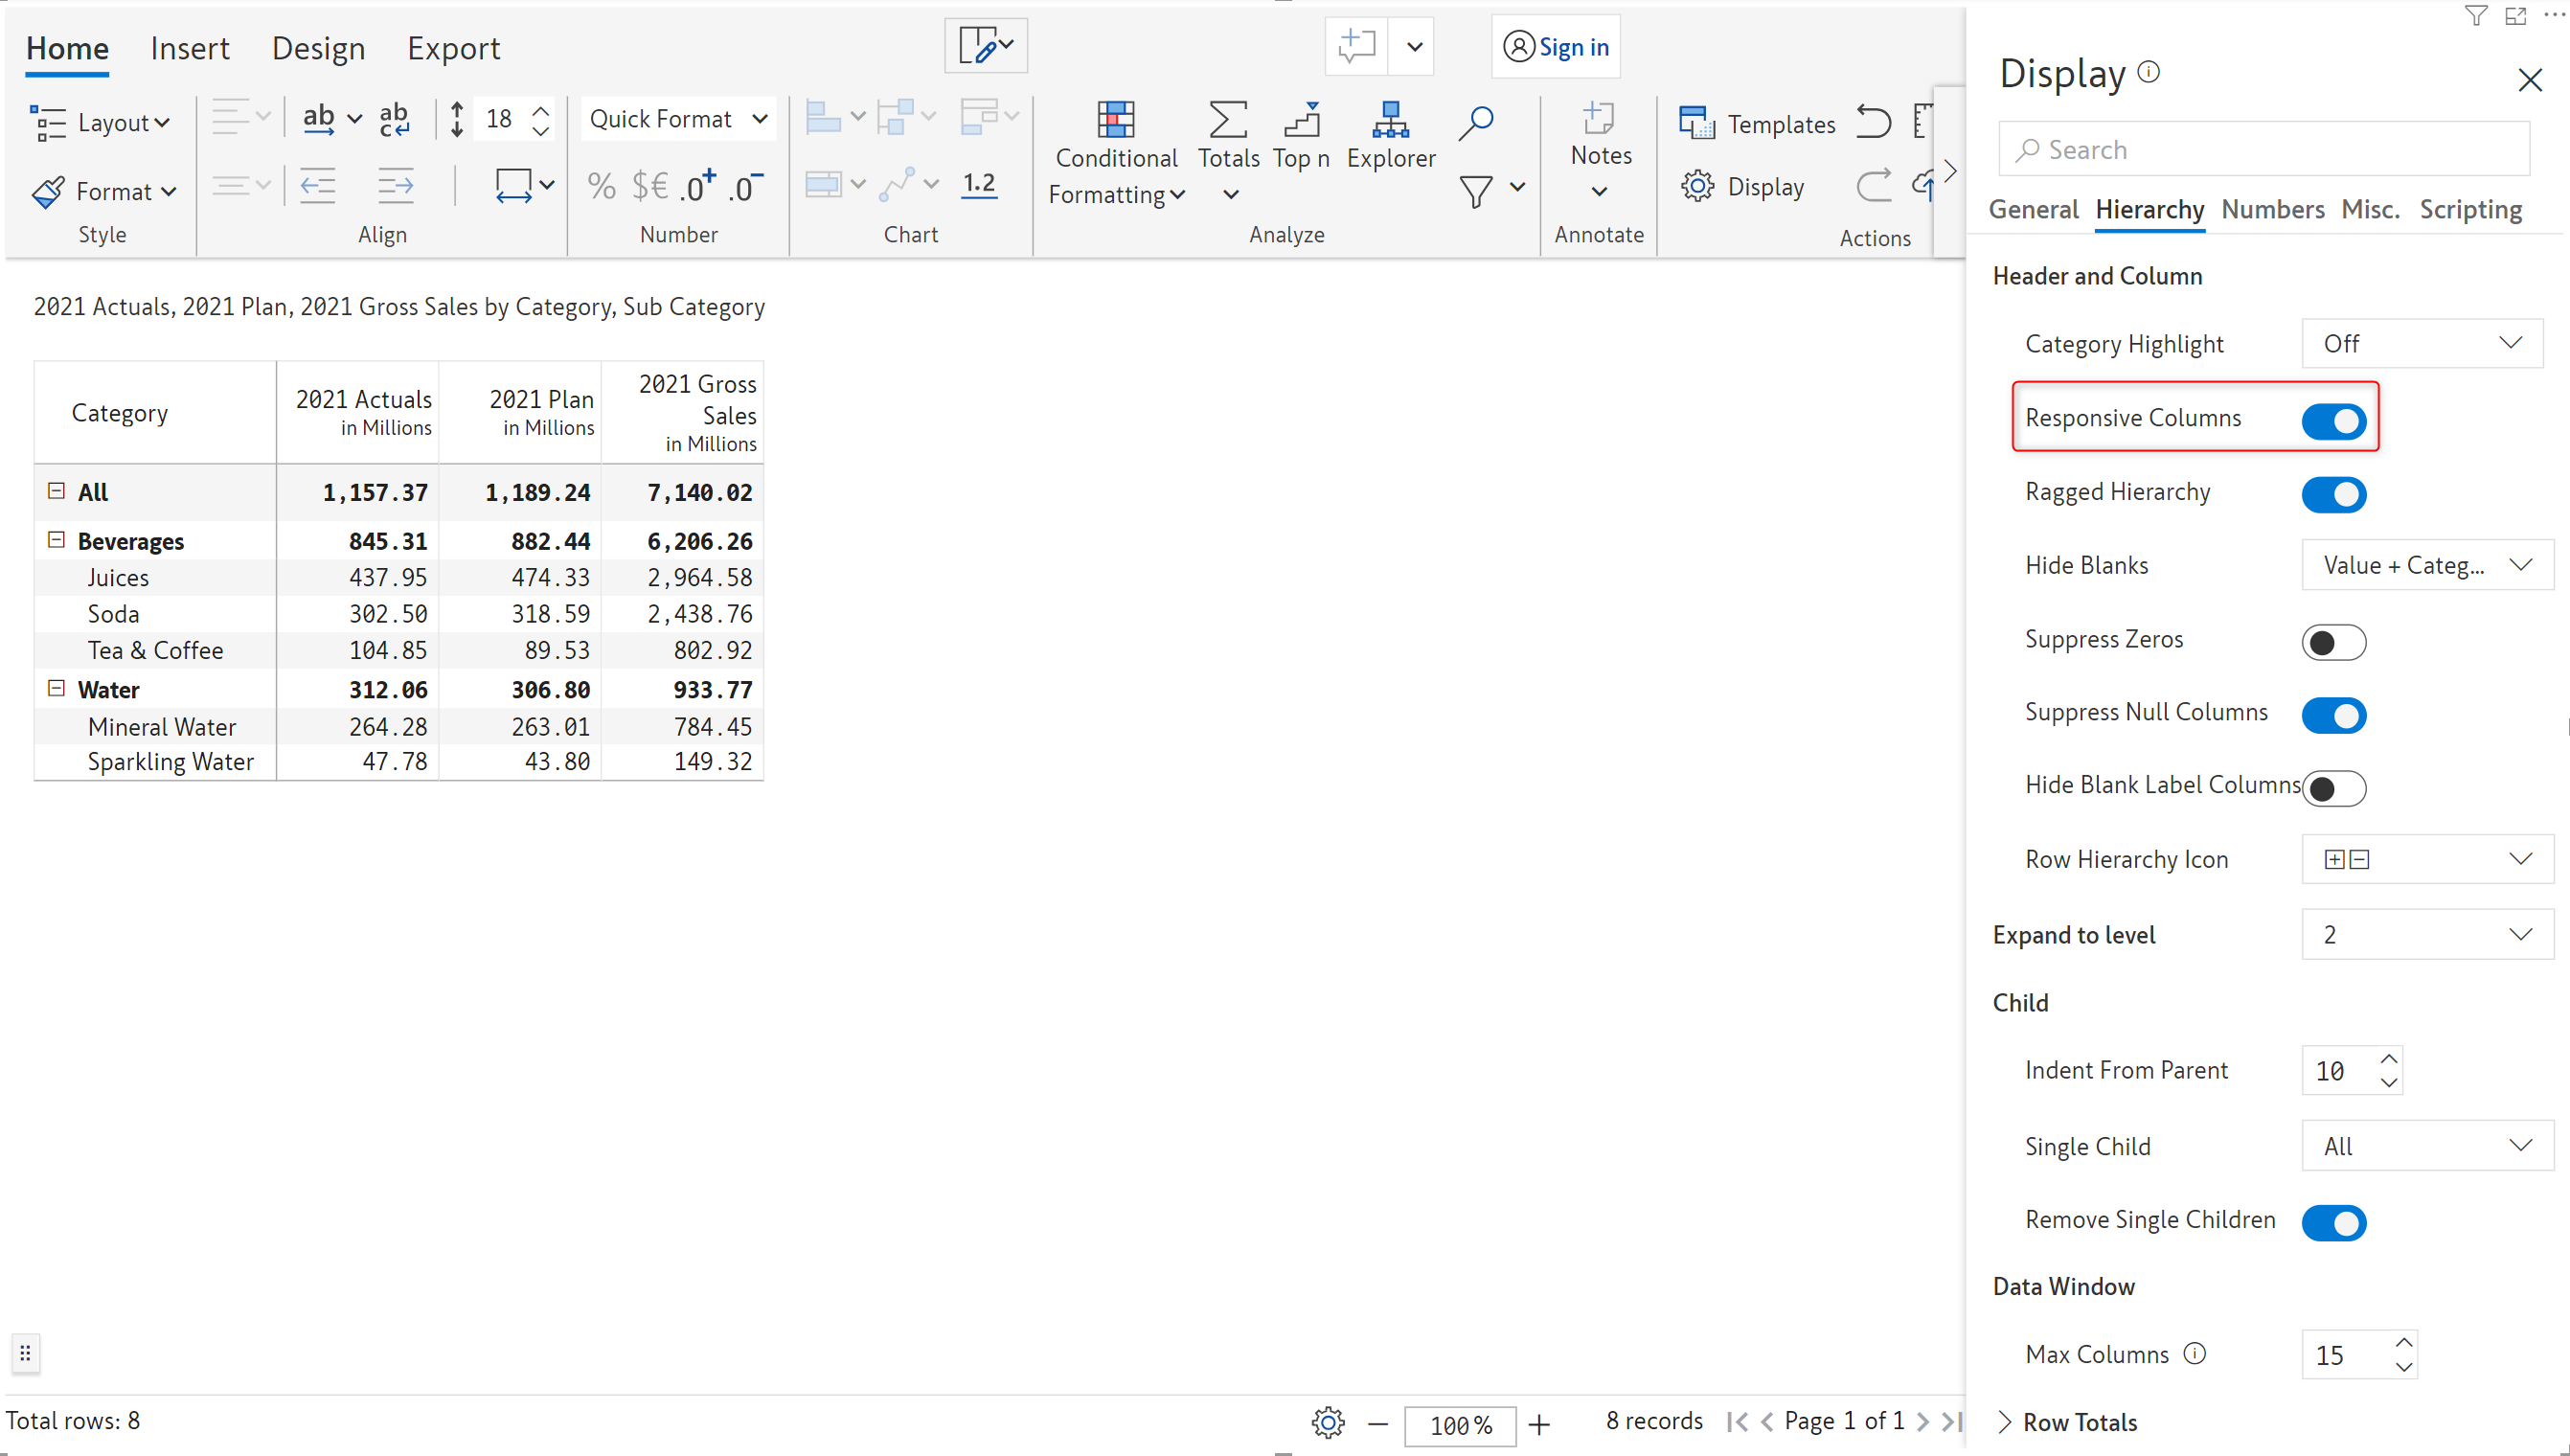 Home Insert Design Export
Sign in
Layout
ab
ab
c
18
Quick Format
Conditional Formatting
Totals
Top n
Explorer
Notes
Templates
Format
% $€ .0+ .0-
1.2
Display
Style
Align
Number
Chart
Analyze
Annotate
Actions
2021 Actuals, 2021 Plan, 2021 Gross Sales by Category, Sub Category
Category
2021 Actuals
in Millions
2021 Plan
in Millions
2021 Gross
Sales
in Millions
All 1,157.37 1,189.24 7,140.02
Beverages 845.31 882.44 6,206.26
Juices 437.95 474.33 2,964.58
Soda 302.50 318.59 2,438.76
Tea & Coffee 104.85 89.53 802.92
Water 312.06 306.80 933.77
Mineral Water 264.28 263.01 784.45
Sparkling Water 47.78 43.80 149.32
Total rows: 8
100 %
8 records
Page 1 of 1
Display
Search
General Hierarchy Numbers Misc. Scripting
Header and Column
Category Highlight Off
Responsive Columns
Ragged Hierarchy
Hide Blanks Value + Categ...
Suppress Zeros
Suppress Null Columns
Hide Blank Label Columns
Row Hierarchy Icon
Expand to level 2
Child
Indent From Parent 10
Single Child All
Remove Single Children
Data Window
Max Columns 15
Row Totals